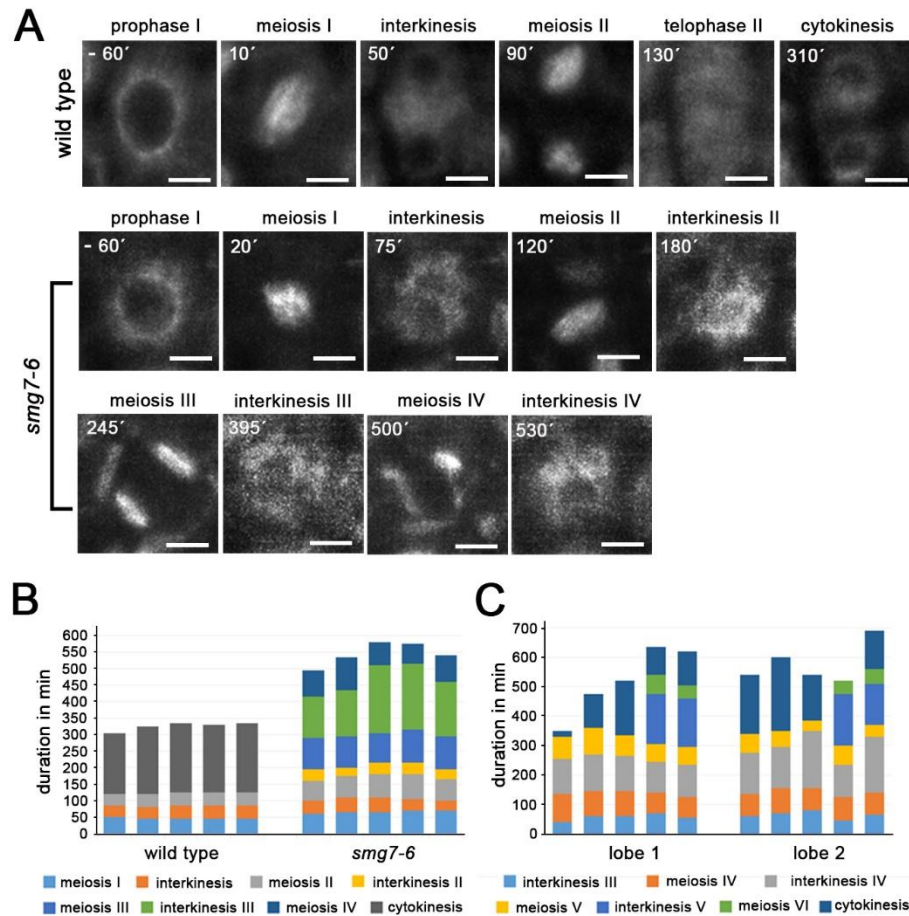 A
prophase I meiosis I interkinesis meiosis II telophase II cytokinesis
wild type
- 60´ 10´ 50´ 90´ 130´ 310´
prophase I meiosis I interkinesis meiosis II interkinesis II
smg7-6
- 60´ 20´ 75´ 120´ 180´
meiosis III interkinesis III meiosis IV interkinesis IV
245´ 395´ 500´ 530´
B
duration in min
600
550
500
450
400
350
300
250
200
150
100
50
0
wild type smg7-6
meiosis I interkinesis meiosis II interkinesis II
meiosis III interkinesis III meiosis IV cytokinesis
C
duration in min
700
600
500
400
300
200
100
0
lobe 1 lobe 2
interkinesis III meiosis IV interkinesis IV
meiosis V interkinesis V meiosis VI cytokinesis